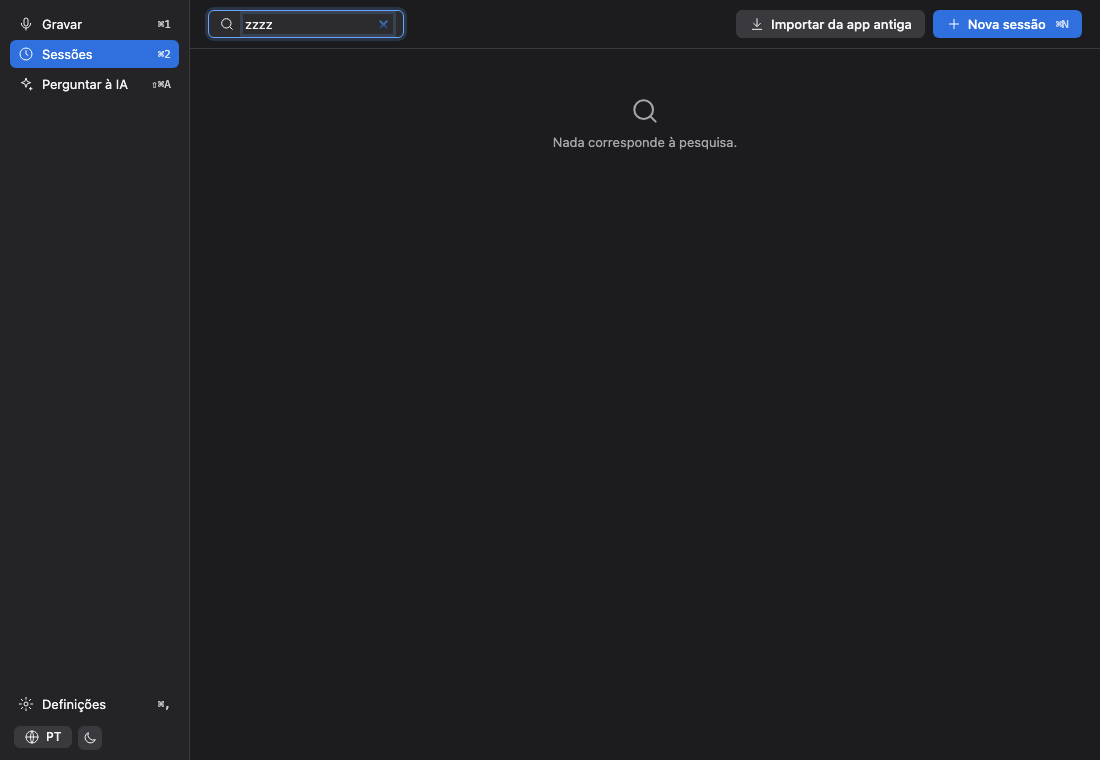 Gravar ⌘1
Sessões ⌘2
Perguntar à IA ⇧⌘A
zzzz
Importar da app antiga
Nova sessão ⌘N
Nada corresponde à pesquisa.
Definições ⌘,
PT